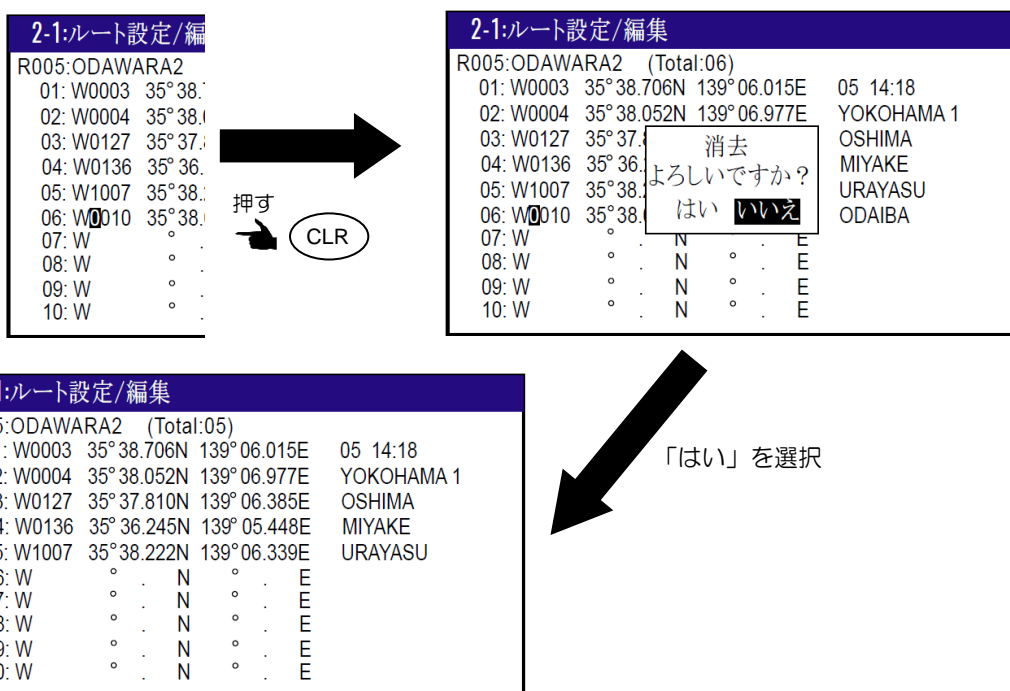 2-1:ルート設定/編
R005:ODAWARA2
01: W0003 35°38.
02: W0004 35°38.
03: W0127 35°37.
04: W0136 35°36.
05: W1007 35°38.
06: W0010 35°38.
07: W ° .
08: W ° .
09: W ° .
10: W ° .
押す
CLR
2-1:ルート設定/編集
R005:ODAWARA2 (Total:06)
01: W0003 35°38.706N 139°06.015E 05 14:18
02: W0004 35°38.052N 139°06.977E YOKOHAMA 1
03: W0127 35°37. OSHIMA
04: W0136 35°36. MIYAKE
05: W1007 35°38. URAYASU
06: W0010 35°38. ODAIBA
07: W ° . N ° . E
08: W ° . N ° . E
09: W ° . N ° . E
10: W ° . N ° . E
消去
よろしいですか?
はい いいえ
「はい」を選択
:ルート設定/編集
:ODAWARA2 (Total:05)
: W0003 35°38.706N 139°06.015E 05 14:18
: W0004 35°38.052N 139°06.977E YOKOHAMA 1
: W0127 35°37.810N 139°06.385E OSHIMA
: W0136 35°36.245N 139°05.448E MIYAKE
: W1007 35°38.222N 139°06.339E URAYASU
: W ° . N ° . E
: W ° . N ° . E
: W ° . N ° . E
: W ° . N ° . E
: W ° . N ° . E